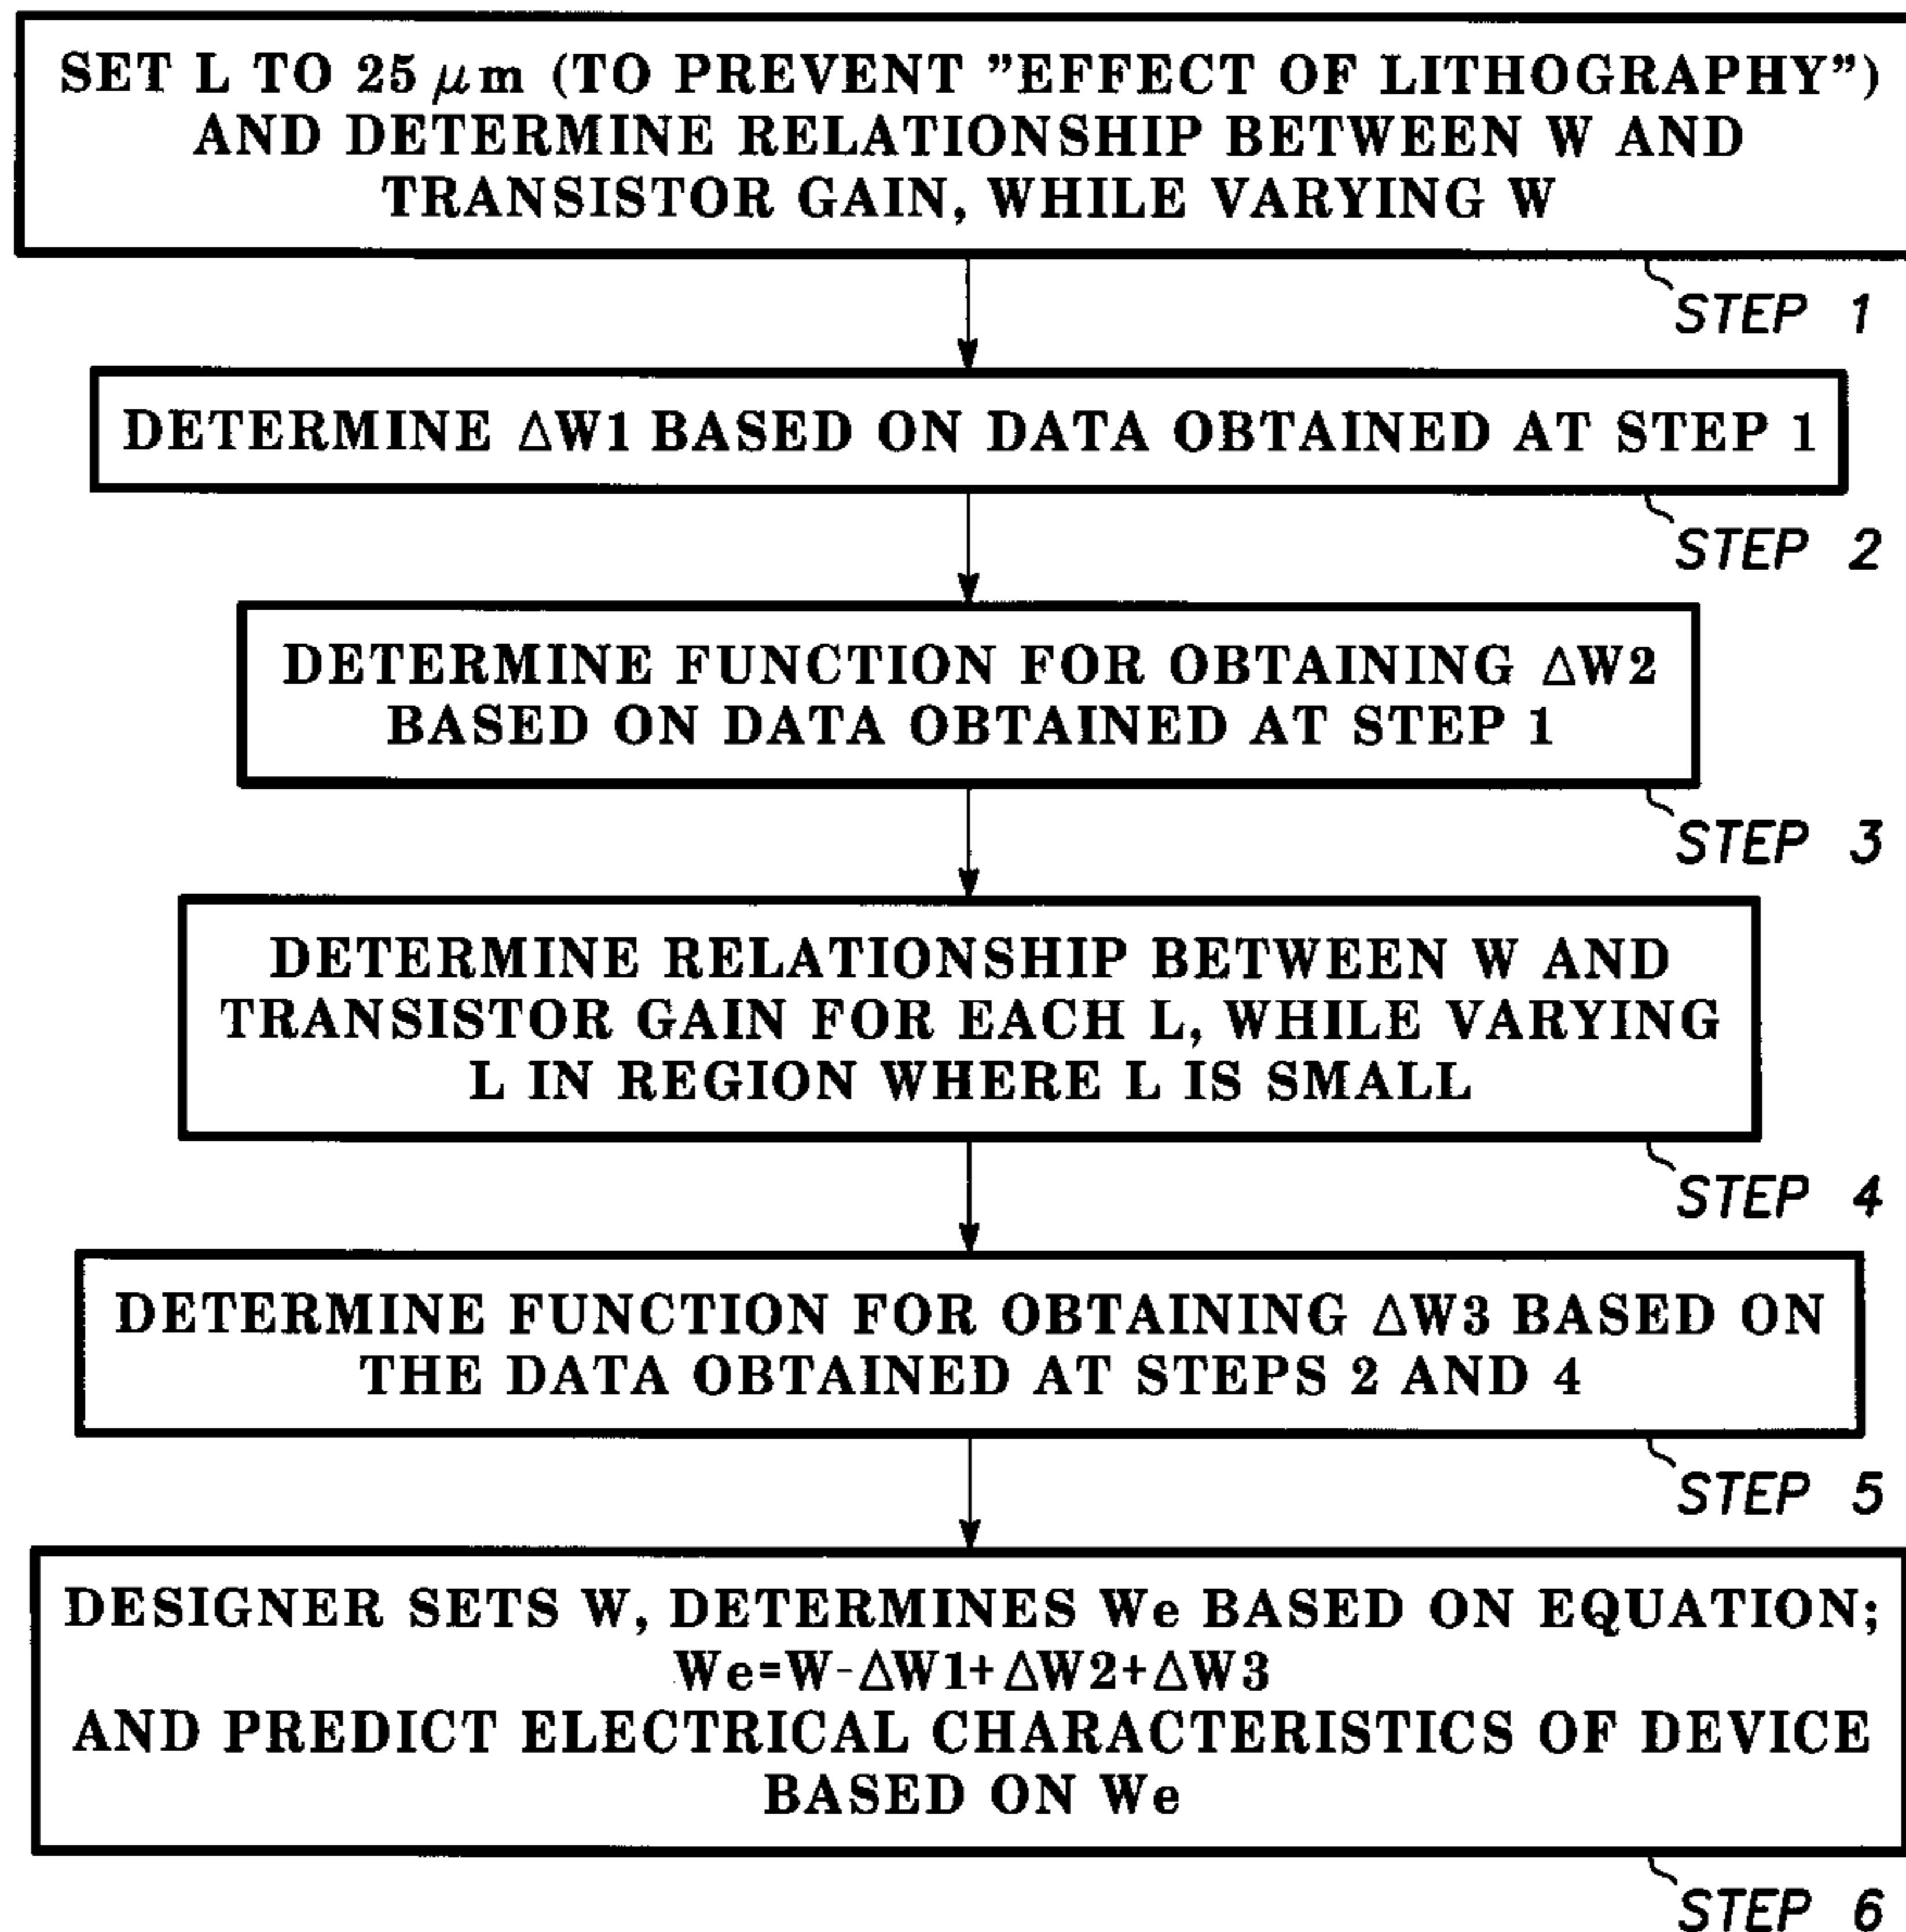 SET L TO 25 μm (TO PREVENT ”EFFECT OF LITHOGRAPHY”)
AND DETERMINE RELATIONSHIP BETWEEN W AND
TRANSISTOR GAIN, WHILE VARYING W
STEP 1
DETERMINE ΔW1 BASED ON DATA OBTAINED AT STEP 1
STEP 2
DETERMINE FUNCTION FOR OBTAINING ΔW2
BASED ON DATA OBTAINED AT STEP 1
STEP 3
DETERMINE RELATIONSHIP BETWEEN W AND
TRANSISTOR GAIN FOR EACH L, WHILE VARYING
L IN REGION WHERE L IS SMALL
STEP 4
DETERMINE FUNCTION FOR OBTAINING ΔW3 BASED ON
THE DATA OBTAINED AT STEPS 2 AND 4
STEP 5
DESIGNER SETS W, DETERMINES We BASED ON EQUATION;
We=W-ΔW1+ΔW2+ΔW3
AND PREDICT ELECTRICAL CHARACTERISTICS OF DEVICE
BASED ON We
STEP 6